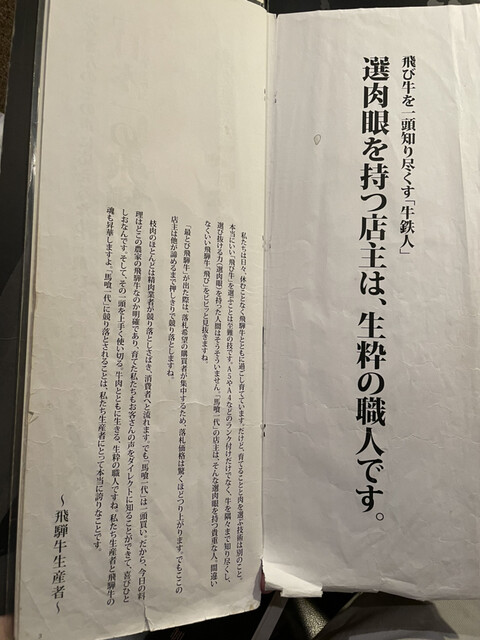 飛び牛を一頭知り尽くす「牛鉄人」
選肉眼を持つ店主は、生粋の職人です。
私たちは日々、休むことなく飛騨牛とともに過ごし育てています。だけど、育てることと肉を選ぶ技術は別のこと。
本当にいい、飛び牛を選ぶことは至難の技です。A5やA4などのランク付けだけでなく、牛を隅々まで知り尽くし、
選び抜ける力〈選肉眼〉を持った人間はそうそういません。「馬喰一代」の店主は、そんな選肉眼を持つ貴重な人。間違い
なくいい飛騨牛、飛び、をビビッと見抜きますね。
「最とび飛騨牛」が出た際は、落札希望の購買者が集中するため、落札価格は驚くほどつり上がります。でもここの
店主は他が諦めるまで押しきりで競り落としますね。
枝肉のほとんどは精肉業者が競り落としさばき、消費者へと流れます。でも「馬喰一代」は一頭買い。だから、今日の料
理はどこの農家の飛騨牛なのか明確であり、育てた私たちもお客さんの声をダイレクトに知ることができて、喜びひと
しおなんです。そして、その一頭を上手く使い切る。牛肉とともに生きる、生粋の職人ですね。私たち生産者と飛騨牛の
魂も昇華しますよ。「馬喰一代」に競り落とされることは、私たち生産者にとって本当に誇りなことです。
〜飛騨牛生産者〜